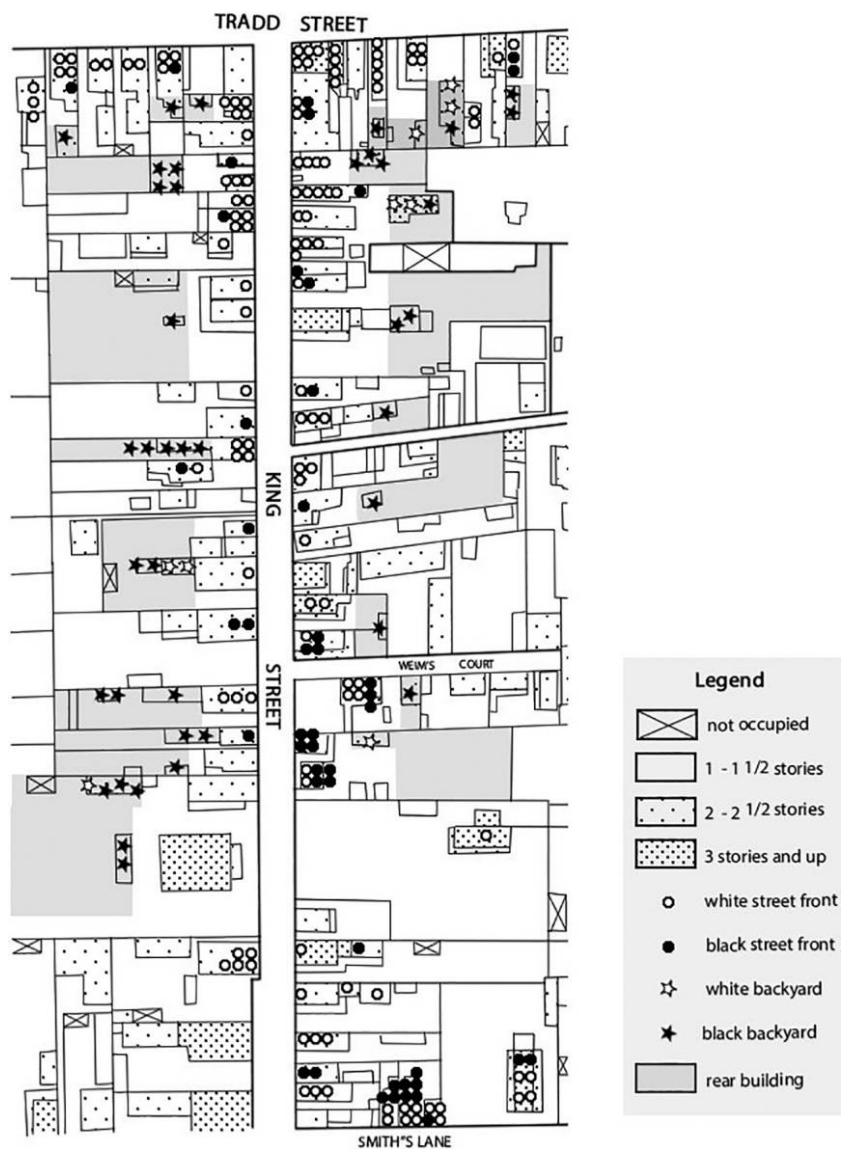 TRADD STREET
KING
STREET
WEIM'S COURT
SMITH"S LANE
Legend
not occupied
1 - 1 1/2 stories
2 - 2 1/2 stories
3 stories and up
white street front
black street front
white backyard
black backyard
rear building